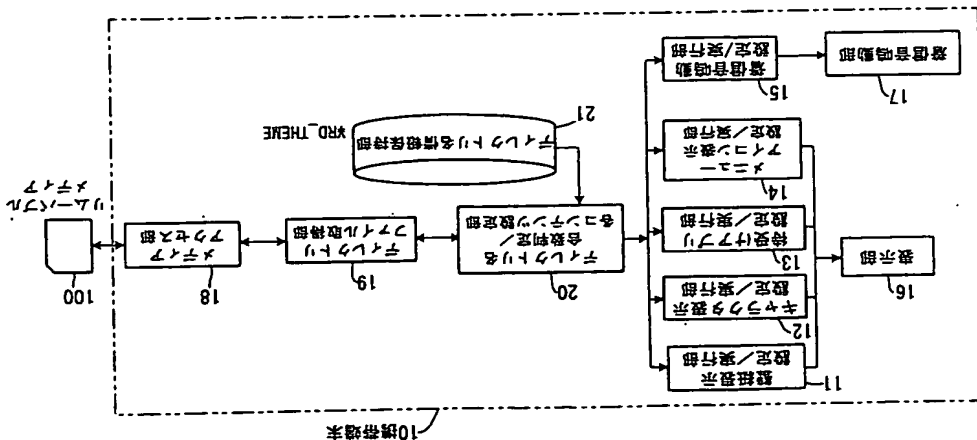 10携帯端末
11
壁紙表示
設定/実行部
12
キャラクタ表示
設定/実行部
16
表示部
100
リムーバブル
メディア
18
メディア
アクセス部
19
ディレクトリ
ファイル取得部
20
ディレクトリ名
合致判定/
各コンテンツ設定部
13
待受けアプリ
設定/実行部
14
メニュー
アイコン表示
設定/実行部
21
ディレクトリ名情報保持部
¥RD_THEME
15
着信音鳴動
設定/実行部
17
着信音鳴動部